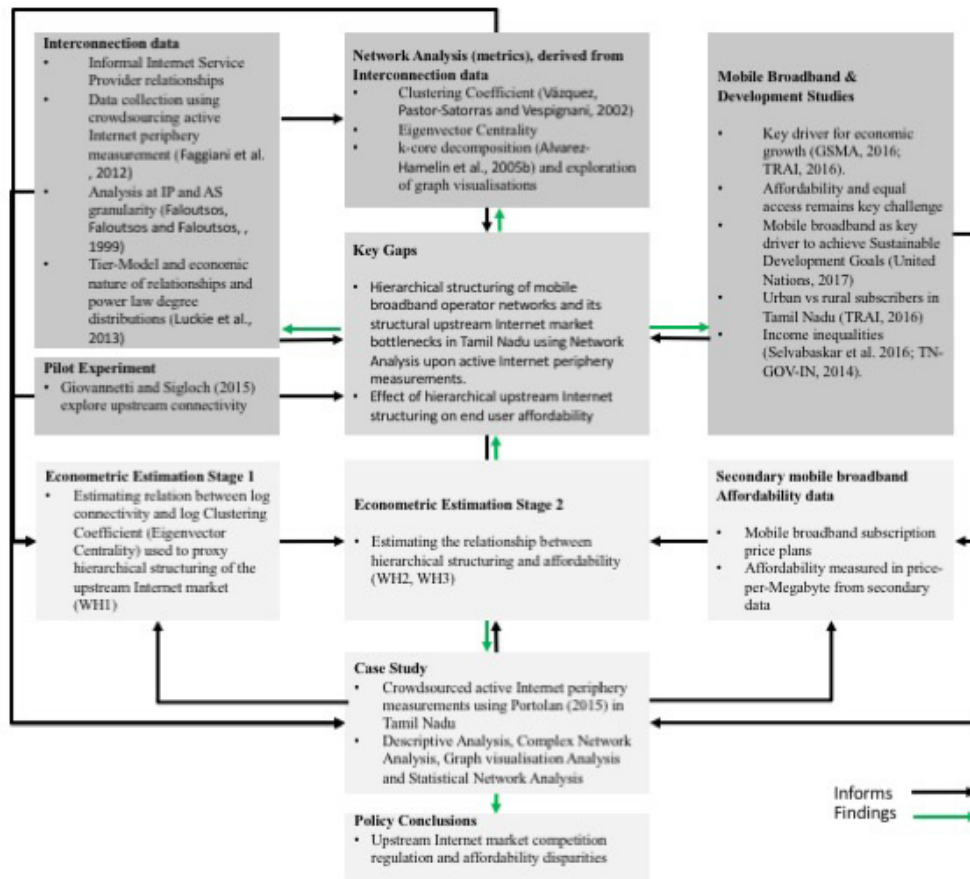 Interconnection data
• Informal Internet Service
Provider relationships
• Data collection using
crowdsourcing active
Internet periphery
measurement (Faggiani et al.
, 2012)
• Analysis at IP and AS
granularity (Faloutsos,
Faloutsos and Faloutsos, ,
1999)
• Tier-Model and economic
nature of relationships and
power law degree
distributions (Luckie et al.,
2013)
Pilot Experiment
• Giovannetti and Sigloch (2015)
explore upstream connectivity
Network Analysis (metrics), derived from
Interconnection data
• Clustering Coefficient (Vázquez,
Pastor-Satorras and Vespignani, 2002)
• Eigenvector Centrality
• k-core decomposition (Alvarez-
Hamelin et al., 2005b) and exploration
of graph visualisations
Key Gaps
• Hierarchical structuring of mobile
broadband operator networks and its
structural upstream Internet market
bottlenecks in Tamil Nadu using Network
Analysis upon active Internet periphery
measurements.
• Effect of hierarchical upstream Internet
structuring on end user affordability
Mobile Broadband &
Development Studies
• Key driver for economic
growth (GSMA, 2016;
TRAI, 2016).
• Affordability and equal
access remains key challenge
• Mobile broadband as key
driver to achieve Sustainable
Development Goals (United
Nations, 2017)
• Urban vs rural subscribers in
Tamil Nadu (TRAI, 2016)
• Income inequalities
(Selvabaskar et al. 2016; TN-
GOV-IN, 2014).
Econometric Estimation Stage 1
• Estimating relation between log
connectivity and log Clustering
Coefficient (Eigenvector
Centrality) used to proxy
hierarchical structuring of the
upstream Internet market
(WH1)
Econometric Estimation Stage 2
• Estimating the relationship between
hierarchical structuring and affordability
(WH2, WH3)
Secondary mobile broadband
Affordability data
• Mobile broadband subscription
price plans
• Affordability measured in price-
per-Megabyte from secondary
data
Case Study
• Crowdsourced active Internet periphery
measurements using Portolan (2015) in
Tamil Nadu
• Descriptive Analysis, Complex Network
Analysis, Graph visualisation Analysis
and Statistical Network Analysis
Policy Conclusions
• Upstream Internet market competition
regulation and affordability disparities
Informs
Findings